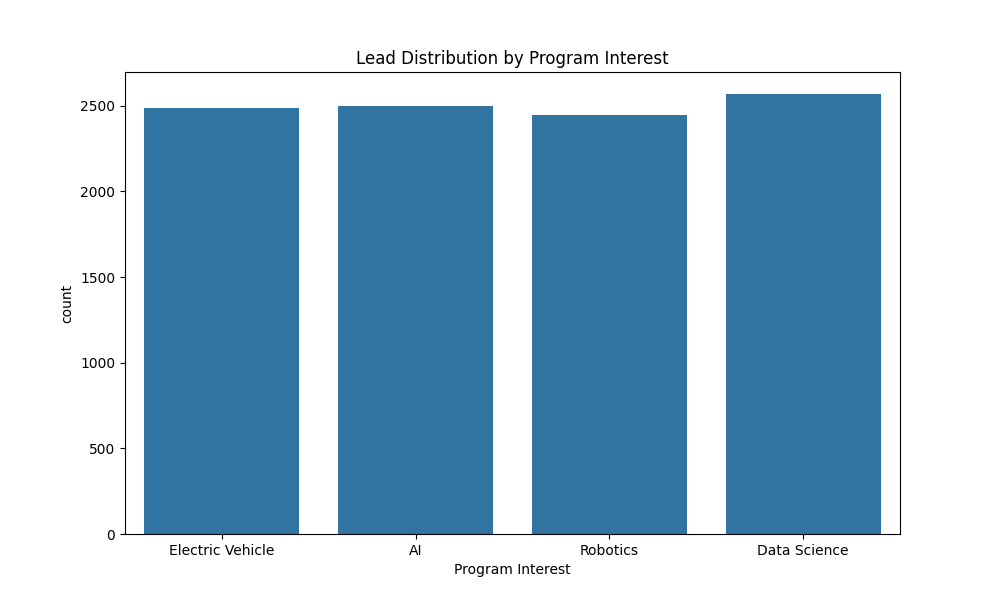 Lead Distribution by Program Interest
2500
2000
1500
1000
500
0
count
Electric Vehicle AI Robotics Data Science
Program Interest